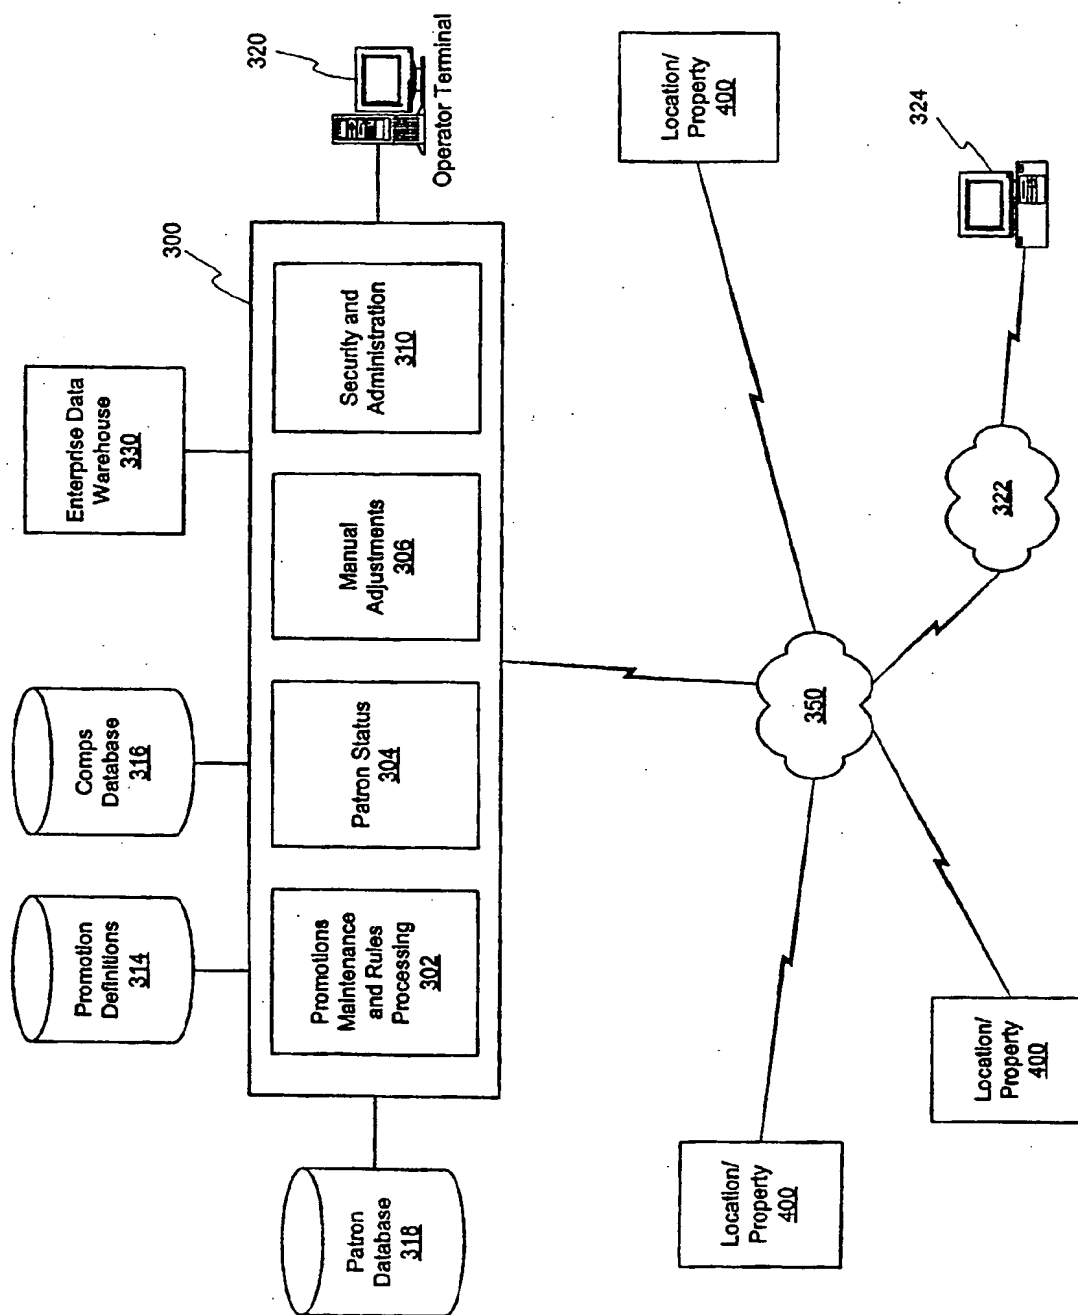 Patron
Database
318
Promotion
Definitions
314
Comps
Database
316
Enterprise Data
Warehouse
330
300
320
Operator Terminal
Promotions
Maintenance
and Rules
Processing
302
Patron Status
304
Manual
Adjustments
306
Security and
Administration
310
350
322
324
Location/
Property
400
Location/
Property
400
Location/
Property
400